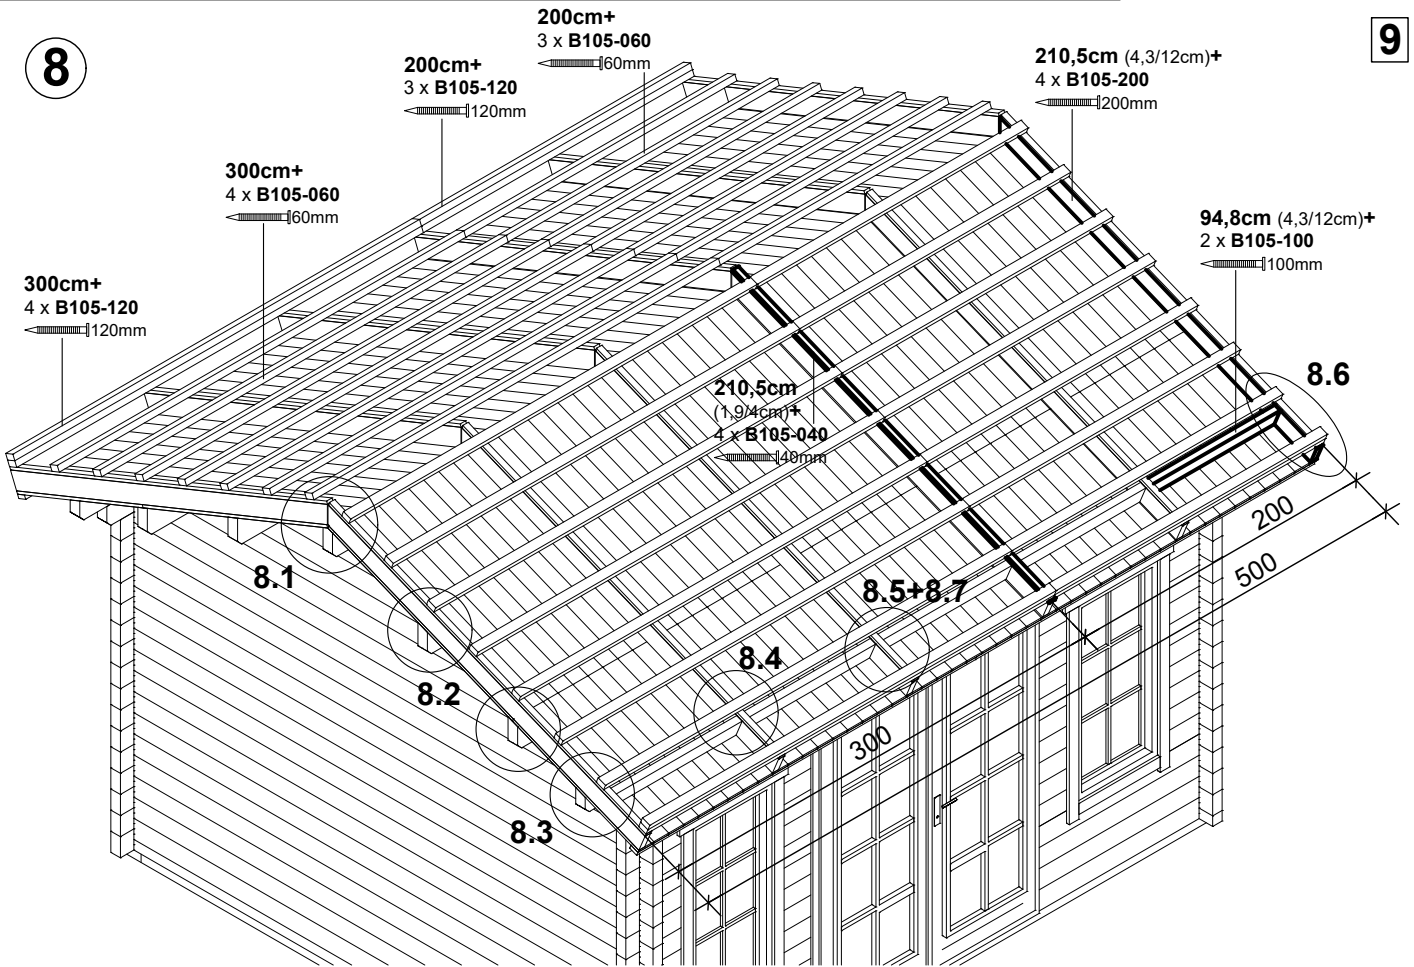 8
9
200cm+
3 x B105-060
60mm
200cm+
3 x B105-120
120mm
210,5cm (4,3/12cm)+
4 x B105-200
200mm
300cm+
4 x B105-060
60mm
94,8cm (4,3/12cm)+
2 x B105-100
100mm
300cm+
4 x B105-120
120mm
210,5cm
(1,9/4cm)+
4 x B105-040
40mm
8.6
200
500
8.1
8.5+8.7
8.4
8.2
300
8.3